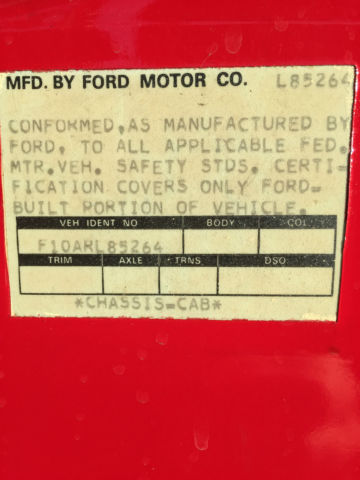 MFD. BY FORD MOTOR CO. L85264
CONFORMED, AS MANUFACTURED BY
FORD, TO ALL APPLICABLE FED.
MTR. VEH. SAFETY STDS. CERTI=
FICATION COVERS ONLY FORD=
BUILT PORTION OF VEHICLE.
VEH IDENT NO BODY COL
F10ARL85264
TRIM AXLE TRNS DSO
*CHASSIS=CAB*